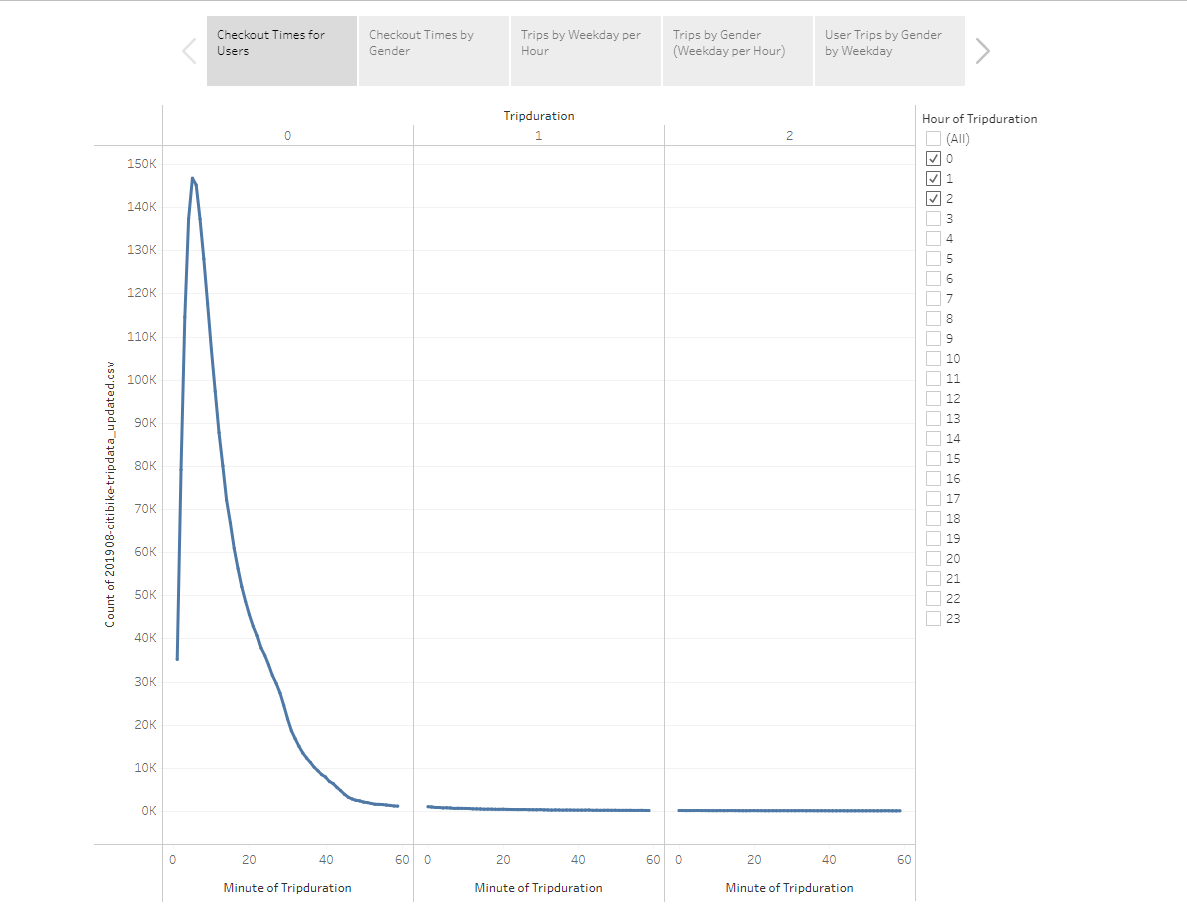 Checkout Times for
Users
Checkout Times by
Gender
Trips by Weekday per
Hour
Trips by Gender
(Weekday per Hour)
User Trips by Gender
by Weekday
Tripduration
0
1
2
150K
140K
130K
120K
110K
100K
90K
80K
70K
60K
50K
40K
30K
20K
10K
0K
Count of 201908-citibike-tripdata_updated.csv
0 20 40 60
0 20 40 60
0 20 40 60
Minute of Tripduration
Minute of Tripduration
Minute of Tripduration
Hour of Tripduration
(All)
0
1
2
3
4
5
6
7
8
9
10
11
12
13
14
15
16
17
18
19
20
21
22
23